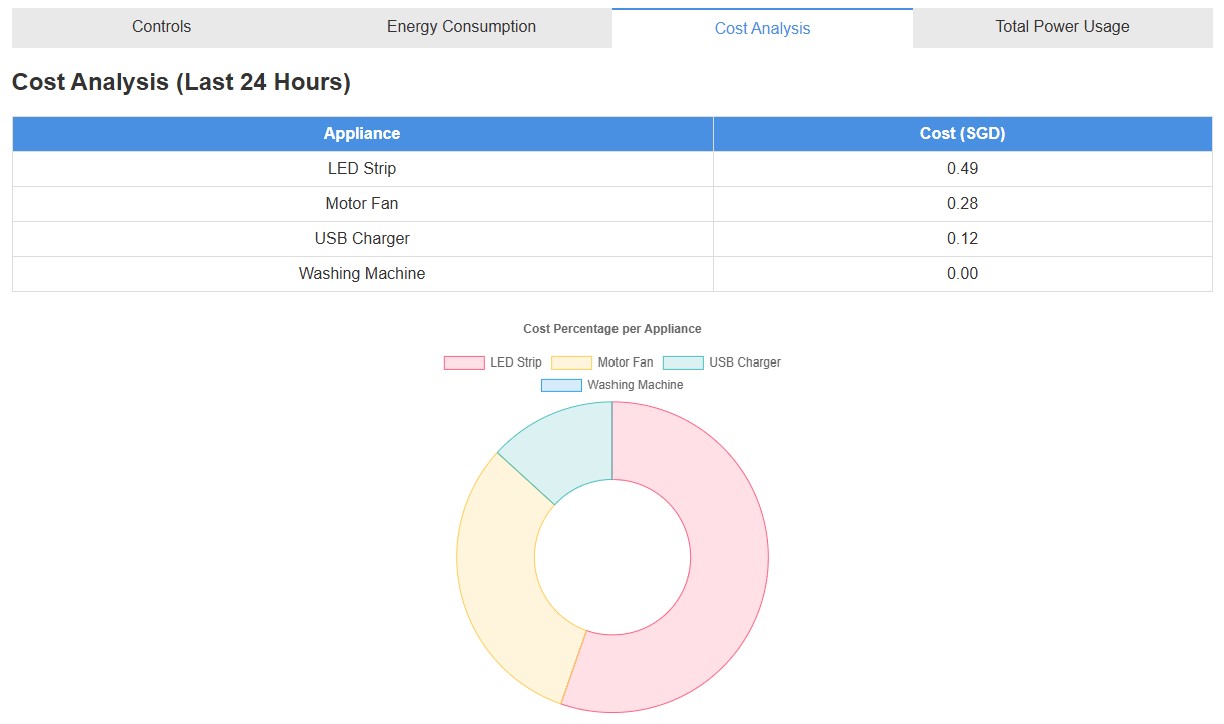 Controls Energy Consumption Cost Analysis Total Power Usage
Cost Analysis (Last 24 Hours)
Appliance Cost (SGD)
LED Strip 0.49
Motor Fan 0.28
USB Charger 0.12
Washing Machine 0.00
Cost Percentage per Appliance
LED Strip Motor Fan USB Charger
Washing Machine